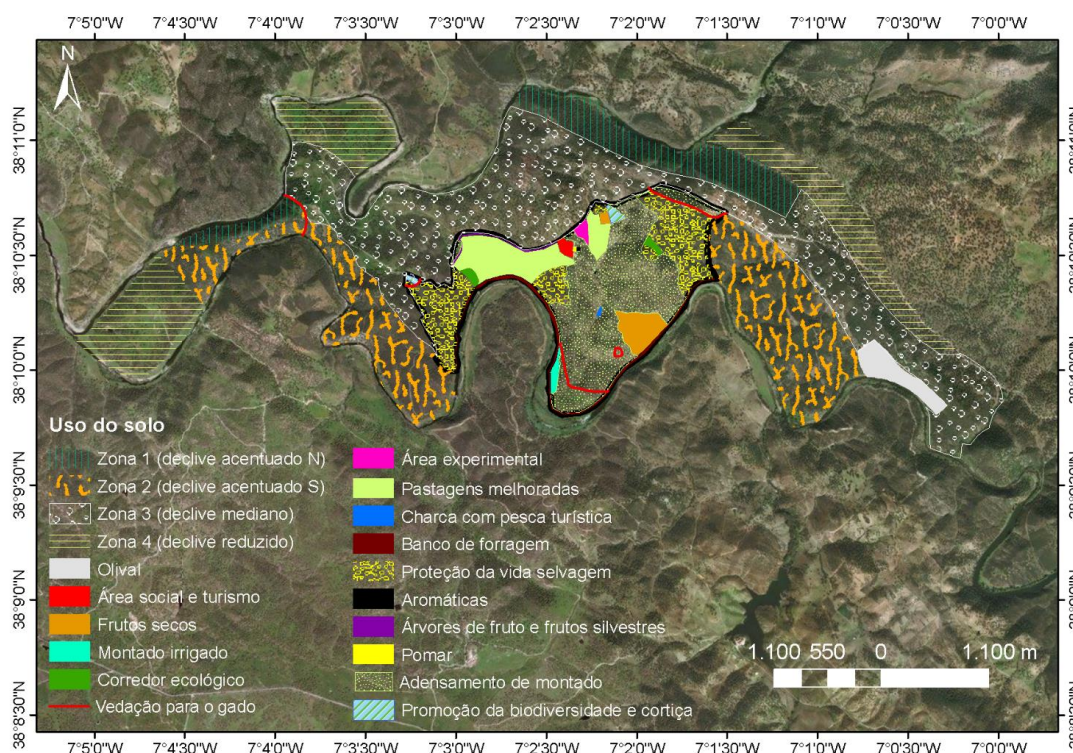 7°5'0"W 7°4'30"W 7°4'0"W 7°3'30"W 7°3'0"W 7°2'30"W 7°2'0"W 7°1'30"W 7°1'0"W 7°0'30"W 7°0'0"W
N
38°11'0"N
38°10'30"N
38°10'0"N
38°9'30"N
38°9'0"N
38°8'30"N
Uso do solo
Zona 1 (declive acentuado N)
Zona 2 (declive acentuado S)
Zona 3 (declive mediano)
Zona 4 (declive reduzido)
Olival
Área social e turismo
Frutos secos
Montado irrigado
Corredor ecológico
Vedação para o gado
Área experimental
Pastagens melhoradas
Charca com pesca turística
Banco de forragem
Proteção da vida selvagem
Aromáticas
Árvores de fruto e frutos silvestres
Pomar
Adensamento de montado
Promoção da biodiversidade e cortiça
1.100 550 0 1.100 m
7°5'0"W 7°4'30"W 7°4'0"W 7°3'30"W 7°3'0"W 7°2'30"W 7°2'0"W 7°1'30"W 7°1'0"W 7°0'30"W 7°0'0"W